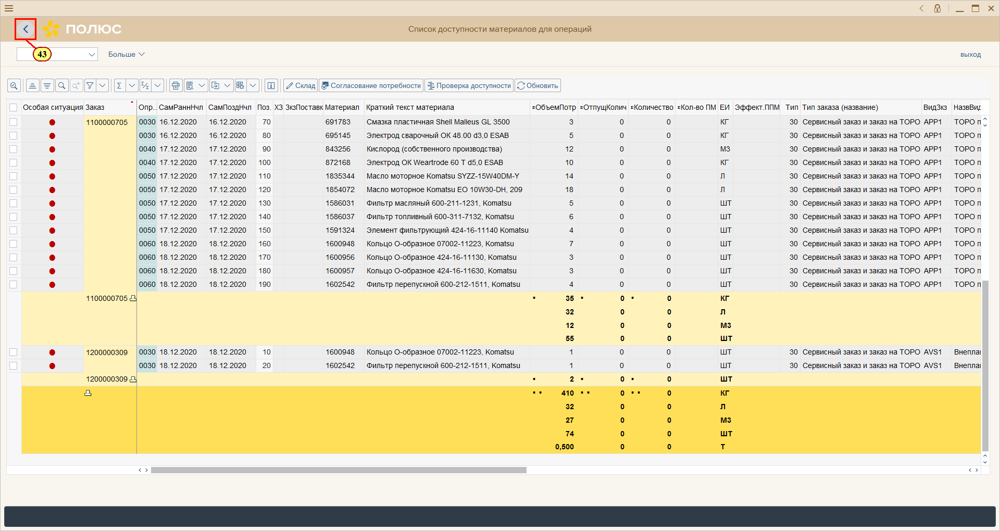 ПОЛЮС
Список доступности материалов для операций
43
Больше
выход
Склад Согласование потребности Проверка доступности Обновить
Особая ситуация Заказ Опр... СамРаннНчл СамПоздНчл Поз. ХЗ ЗкзПоставк Материал Краткий текст материала ΣОбъемПотр ΣОтпущКолич ΣКоличество ΣКол-во ПМ ЕИ Эффект.ППМ Тип Тип заказа (название) ВидЗкз НазвВид
1100000705 0030 16.12.2020 16.12.2020 70 691783 Смазка пластичная Shell Malleus GL 3500 3 0 0 КГ 30 Сервисный заказ и заказ на ТОРО APP1 ТОРО п
0030 16.12.2020 16.12.2020 80 695145 Электрод сварочный ОК 48.00 d3,0 ESAB 5 0 0 КГ 30 Сервисный заказ и заказ на ТОРО APP1 ТОРО п
0040 17.12.2020 17.12.2020 90 843256 Кислород (собственного производства) 12 0 0 М3 30 Сервисный заказ и заказ на ТОРО APP1 ТОРО п
0040 17.12.2020 17.12.2020 100 872168 Электрод ОК Weartrode 60 T d5,0 ESAB 10 0 0 КГ 30 Сервисный заказ и заказ на ТОРО APP1 ТОРО п
0050 17.12.2020 17.12.2020 110 1835344 Масло моторное Komatsu SYZZ-15W40DM-Y 14 0 0 Л 30 Сервисный заказ и заказ на ТОРО APP1 ТОРО п
0050 17.12.2020 17.12.2020 120 1854072 Масло моторное Komatsu EO 10W30-DH, 209 18 0 0 Л 30 Сервисный заказ и заказ на ТОРО APP1 ТОРО п
0050 17.12.2020 17.12.2020 130 1586031 Фильтр масляный 600-211-1231, Komatsu 5 0 0 ШТ 30 Сервисный заказ и заказ на ТОРО APP1 ТОРО п
0050 17.12.2020 17.12.2020 140 1586037 Фильтр топливный 600-311-7132, Komatsu 6 0 0 ШТ 30 Сервисный заказ и заказ на ТОРО APP1 ТОРО п
0050 17.12.2020 17.12.2020 150 1591324 Элемент фильтрующий 424-16-11140 Komatsu 4 0 0 ШТ 30 Сервисный заказ и заказ на ТОРО APP1 ТОРО п
0060 18.12.2020 18.12.2020 160 1600948 Кольцо О-образное 07002-11223, Komatsu 7 0 0 ШТ 30 Сервисный заказ и заказ на ТОРО APP1 ТОРО п
0060 18.12.2020 18.12.2020 170 1600956 Кольцо О-образное 424-16-11130, Komatsu 3 0 0 ШТ 30 Сервисный заказ и заказ на ТОРО APP1 ТОРО п
0060 18.12.2020 18.12.2020 180 1600957 Кольцо О-образное 424-16-11630, Komatsu 3 0 0 ШТ 30 Сервисный заказ и заказ на ТОРО APP1 ТОРО п
0060 18.12.2020 18.12.2020 190 1602542 Фильтр перепускной 600-212-1511, Komatsu 4 0 0 ШТ 30 Сервисный заказ и заказ на ТОРО APP1 ТОРО п
1100000705 ▪ 35 ▪ 0 ▪ 0 КГ
32 0 0 Л
12 0 0 М3
55 0 0 ШТ
1200000309 0030 18.12.2020 18.12.2020 10 1600948 Кольцо О-образное 07002-11223, Komatsu 1 0 0 ШТ 30 Сервисный заказ и заказ на ТОРО AVS1 Внепла
0030 18.12.2020 18.12.2020 20 1602542 Фильтр перепускной 600-212-1511, Komatsu 1 0 0 ШТ 30 Сервисный заказ и заказ на ТОРО AVS1 Внепла
1200000309 ▪ 2 ▪ 0 ▪ 0 ШТ
▪ ▪ 410 ▪ ▪ 0 ▪ ▪ 0 КГ
32 0 0 Л
27 0 0 М3
74 0 0 ШТ
0,500 0 0 Т